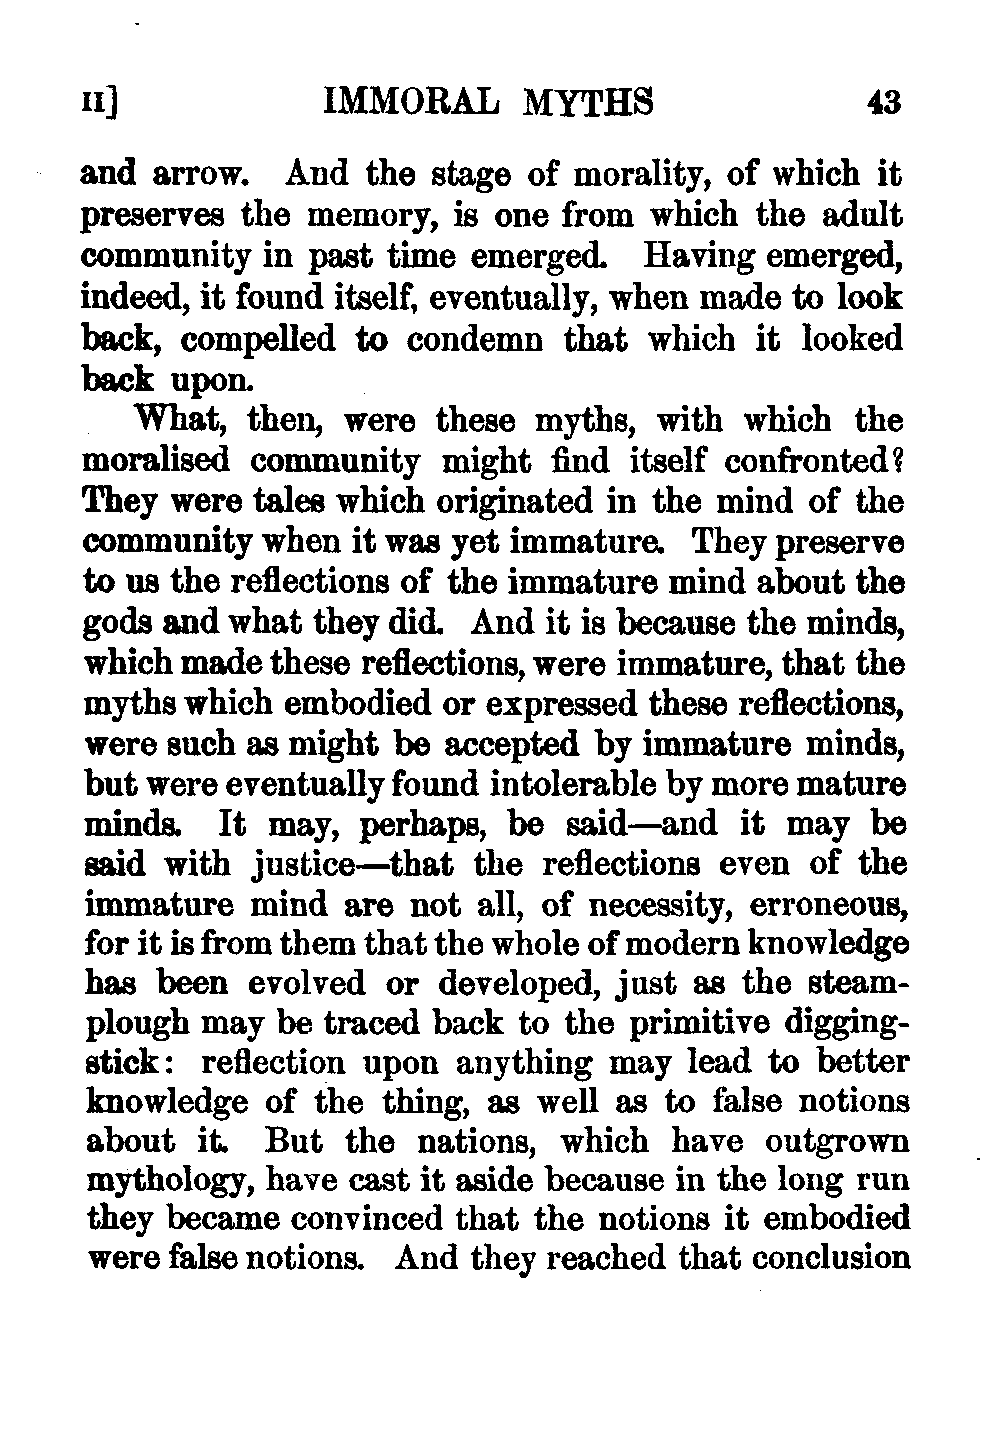 II] IMMORAL MYTHS 43
and arrow. And the stage of morality, of which it
preserves the memory, is one from which the adult
community in past time emerged. Having emerged,
indeed, it found itself, eventually, when made to look
back, compelled to condemn that which it looked
back upon.
What, then, were these myths, with which the
moralised community might find itself confronted?
They were tales which originated in the mind of the
community when it was yet immature. They preserve
to us the reflections of the immature mind about the
gods and what they did. And it is because the minds,
which made these reflections, were immature, that the
myths which embodied or expressed these reflections,
were such as might be accepted by immature minds,
but were eventually found intolerable by more mature
minds. It may, perhaps, be said—and it may be
said with justice—that the reflections even of the
immature mind are not all, of necessity, erroneous,
for it is from them that the whole of modern knowledge
has been evolved or developed, just as the steam-
plough may be traced back to the primitive digging-
stick: reflection upon anything may lead to better
knowledge of the thing, as well as to false notions
about it. But the nations, which have outgrown
mythology, have cast it aside because in the long run
they became convinced that the notions it embodied
were false notions. And they reached that conclusion